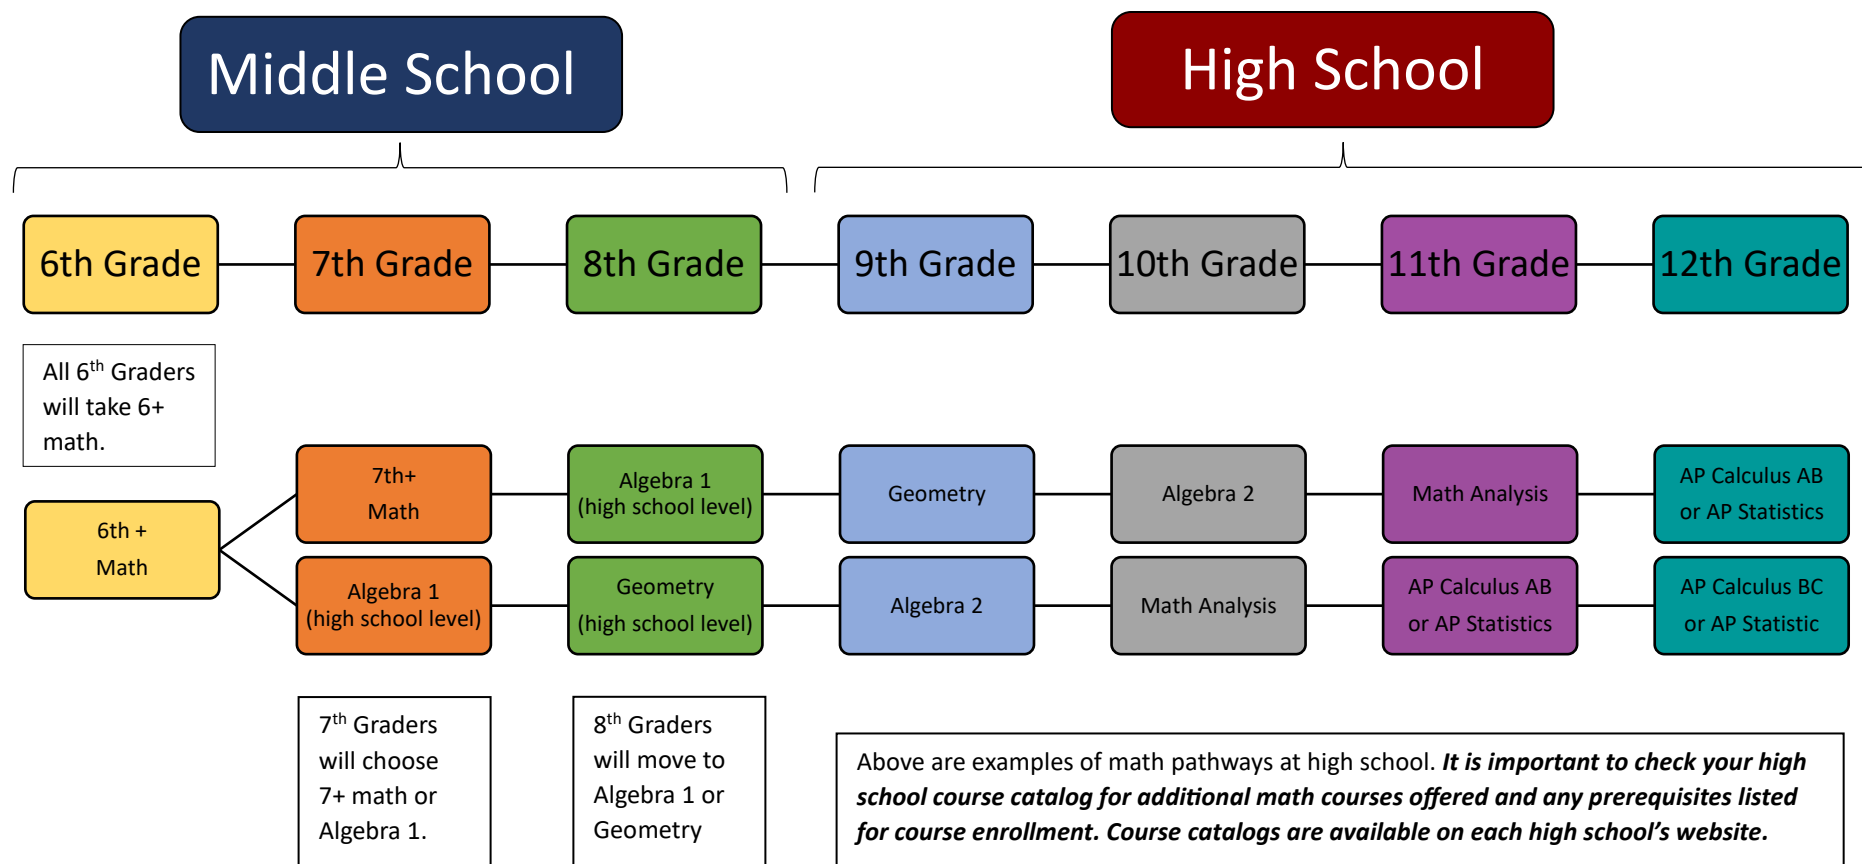 Middle School
High School
6th Grade
7th Grade
8th Grade
9th Grade
10th Grade
11th Grade
12th Grade
All 6th Graders
will take 6+
math.
6th +
Math
7th+
Math
Algebra 1
(high school level)
Geometry
Algebra 2
Math Analysis
AP Calculus AB
or AP Statistics
Algebra 1
(high school level)
Geometry
(high school level)
Algebra 2
Math Analysis
AP Calculus AB
or AP Statistics
AP Calculus BC
or AP Statistic
7th Graders
will choose
7+ math or
Algebra 1.
8th Graders
will move to
Algebra 1 or
Geometry
Above are examples of math pathways at high school. It is important to check your high
school course catalog for additional math courses offered and any prerequisites listed
for course enrollment. Course catalogs are available on each high school’s website.